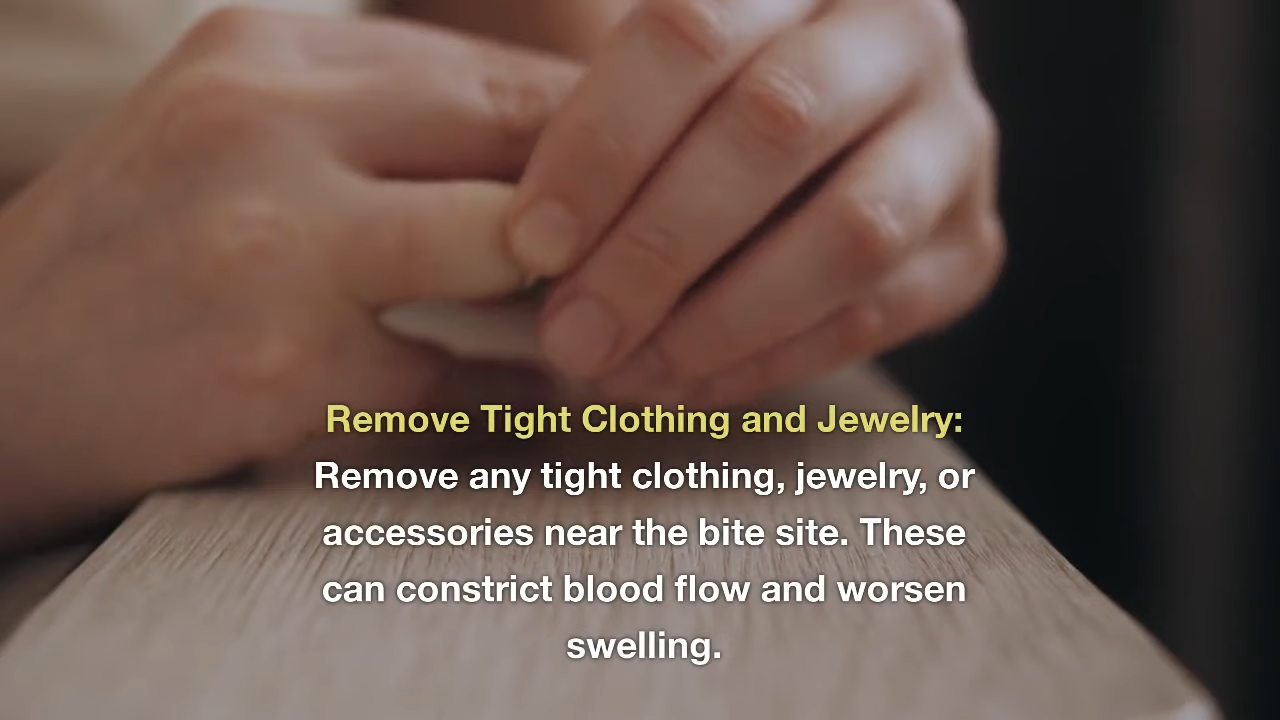 Remove Tight Clothing and Jewelry:
Remove any tight clothing, jewelry, or
accessories near the bite site. These
can constrict blood flow and worsen
swelling.